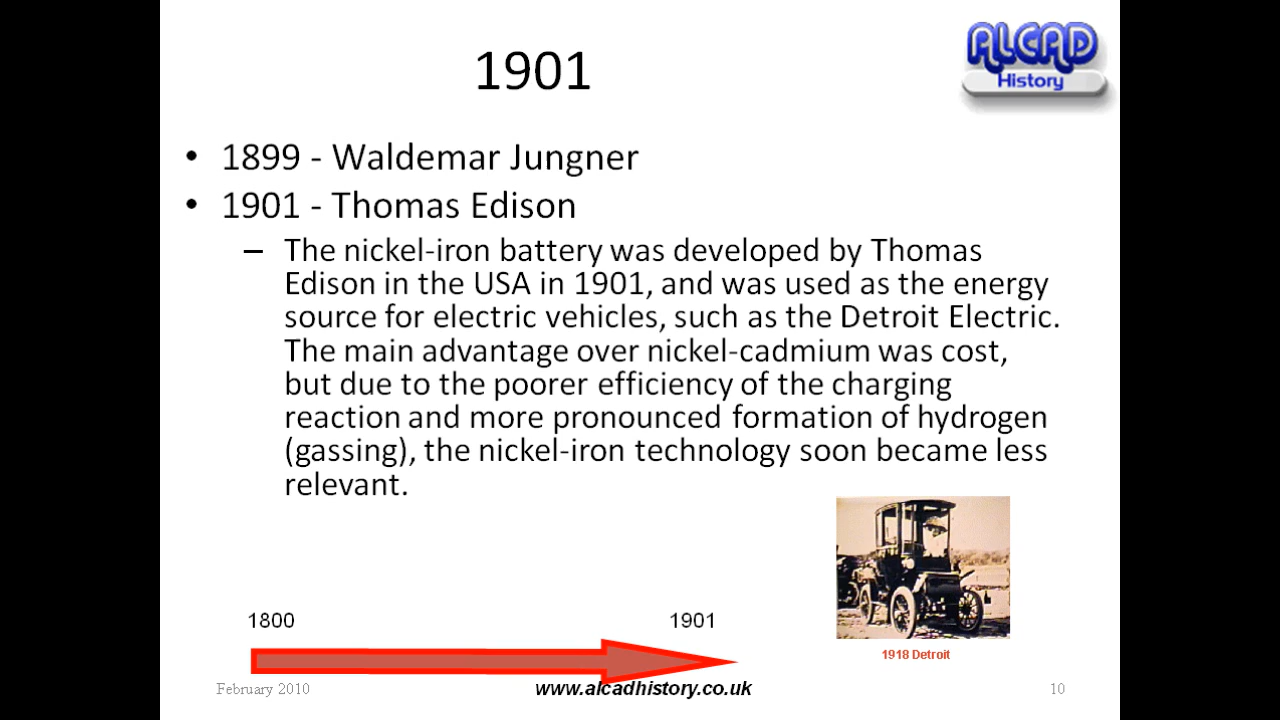 1901
ALCAD
History
• 1899 - Waldemar Jungner
• 1901 - Thomas Edison
– The nickel-iron battery was developed by Thomas
Edison in the USA in 1901, and was used as the energy
source for electric vehicles, such as the Detroit Electric.
The main advantage over nickel-cadmium was cost,
but due to the poorer efficiency of the charging
reaction and more pronounced formation of hydrogen
(gassing), the nickel-iron technology soon became less
relevant.
1800
1901
1918 Detroit
February 2010
www.alcadhistory.co.uk
10